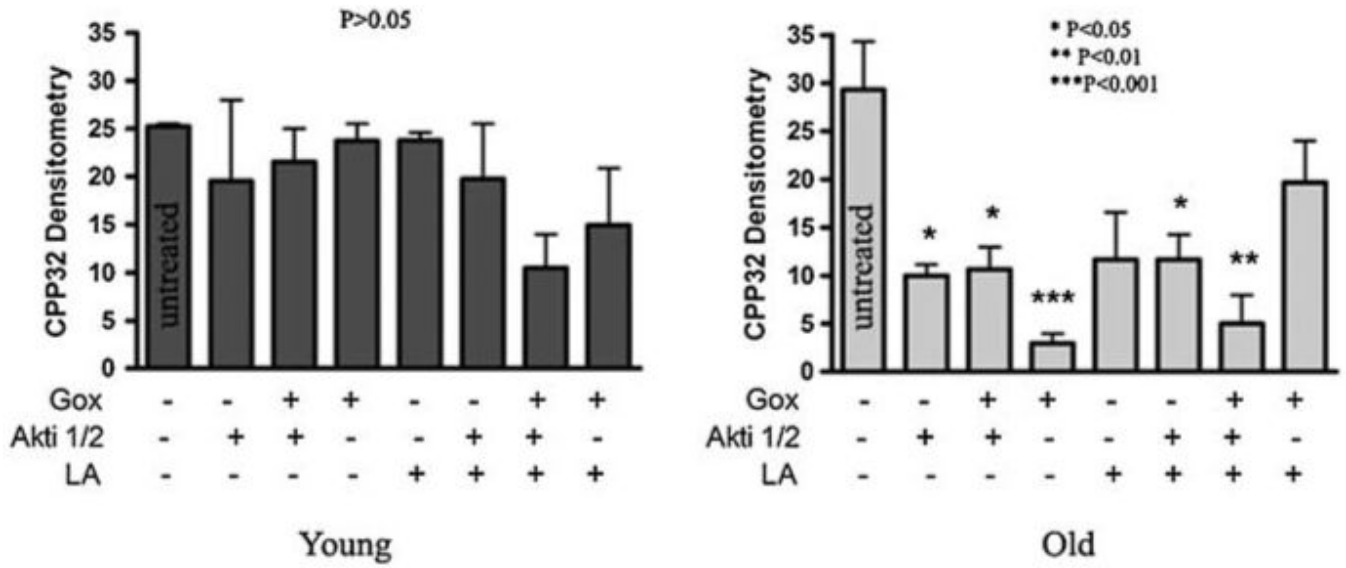 P>0.05
CPP32 Densitometry
35
30
25
20
15
10
5
0
untreated
Gox - - + + - - + +
Akti 1/2 - + + - - + + -
LA - - - - + + + +
Young
* P<0.05
** P<0.01
***P<0.001
CPP32 Densitometry
35
30
25
20
15
10
5
0
untreated
* * *** * **
Gox - - + + - - + +
Akti 1/2 - + + - - + + -
LA - - - - + + + +
Old